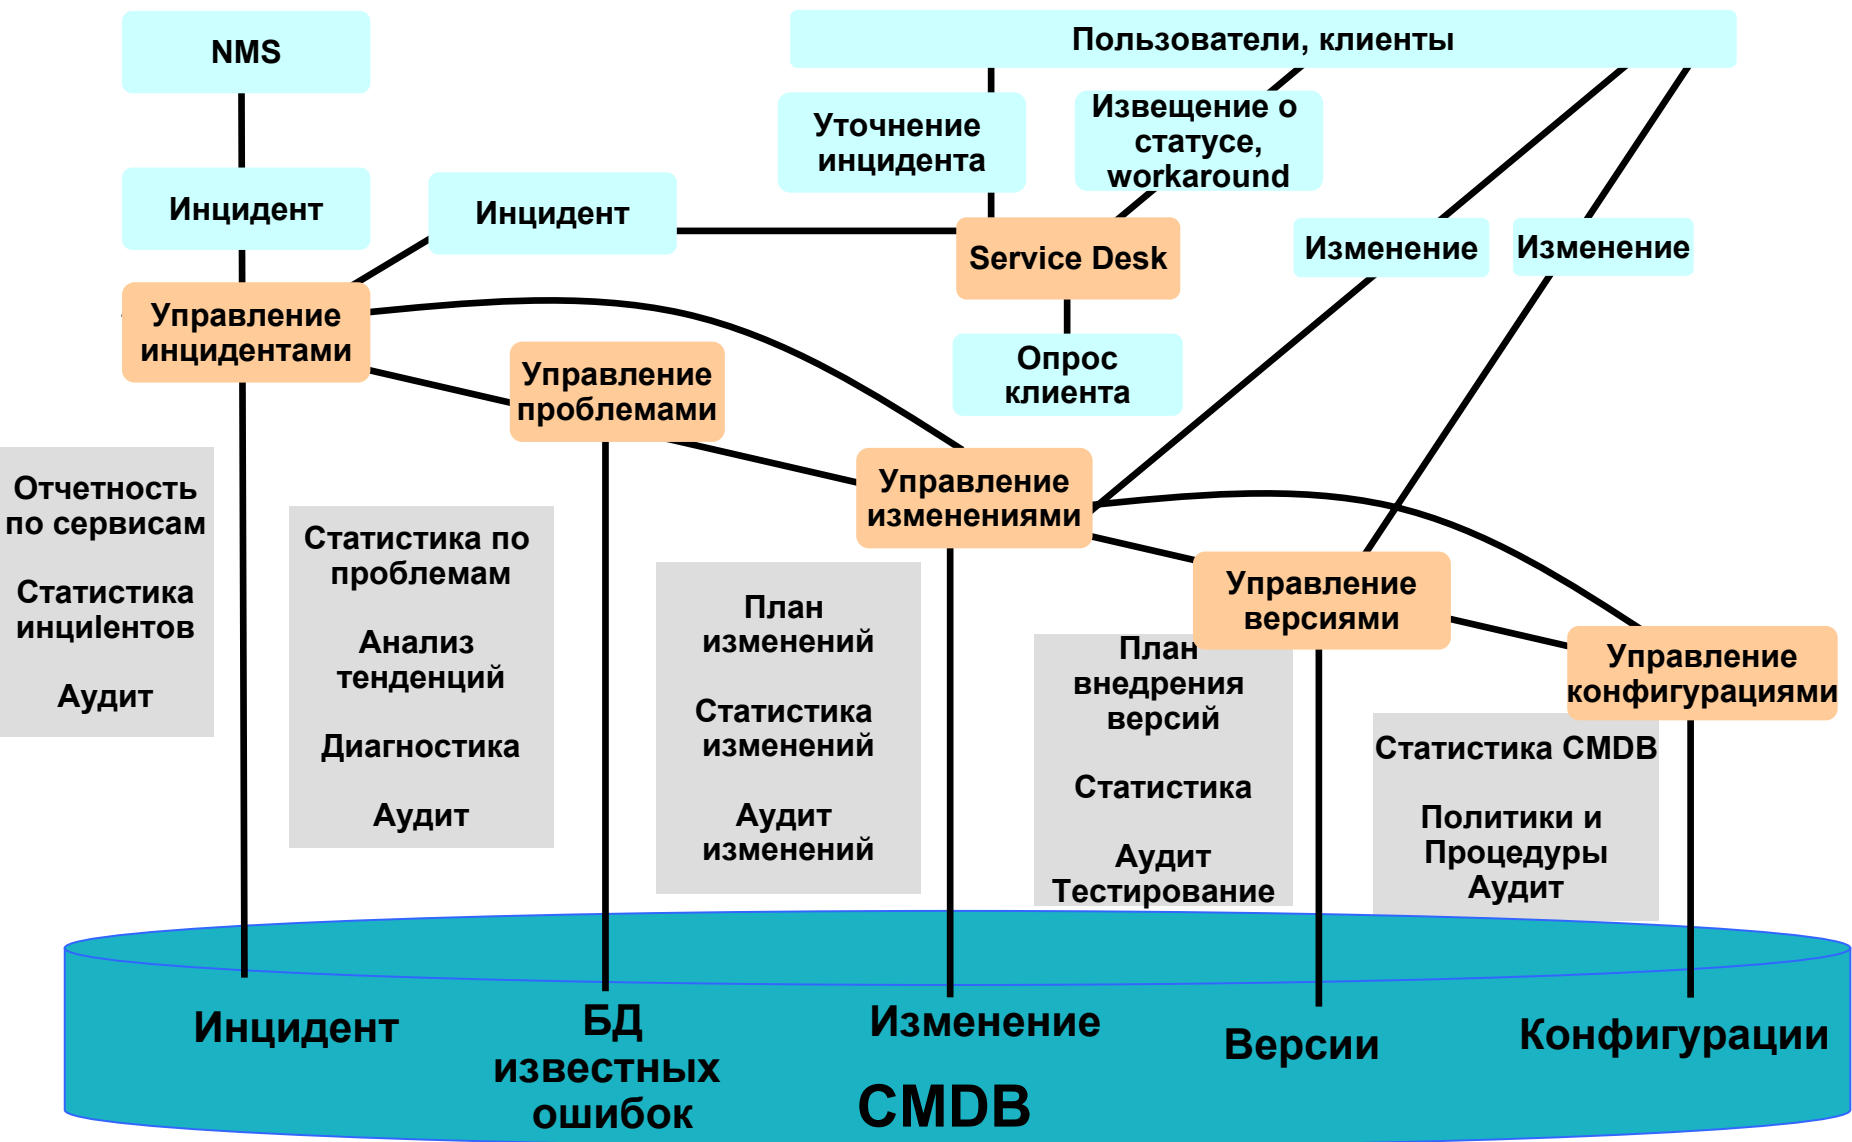 NMS
Пользователи, клиенты
Уточнение
инцидента
Извещение о
статусе,
workaround
Инцидент
Инцидент
Service Desk
Изменение
Изменение
Управление
инцидентами
Управление
проблемами
Опрос
клиента
Управление
изменениями
Управление
версиями
Управление
конфигурациями
Отчетность
по сервисам
Статистика
инциlентов
Аудит
Статистика по
проблемам
Анализ
тенденций
Диагностика
Аудит
План
изменений
Статистика
изменений
Аудит
изменений
План
внедрения
версий
Статистика
Аудит
Тестирование
Статистика CMDB
Политики и
Процедуры
Аудит
Инцидент
БД
известных
ошибок
Изменение
Версии
Конфигурации
CMDB